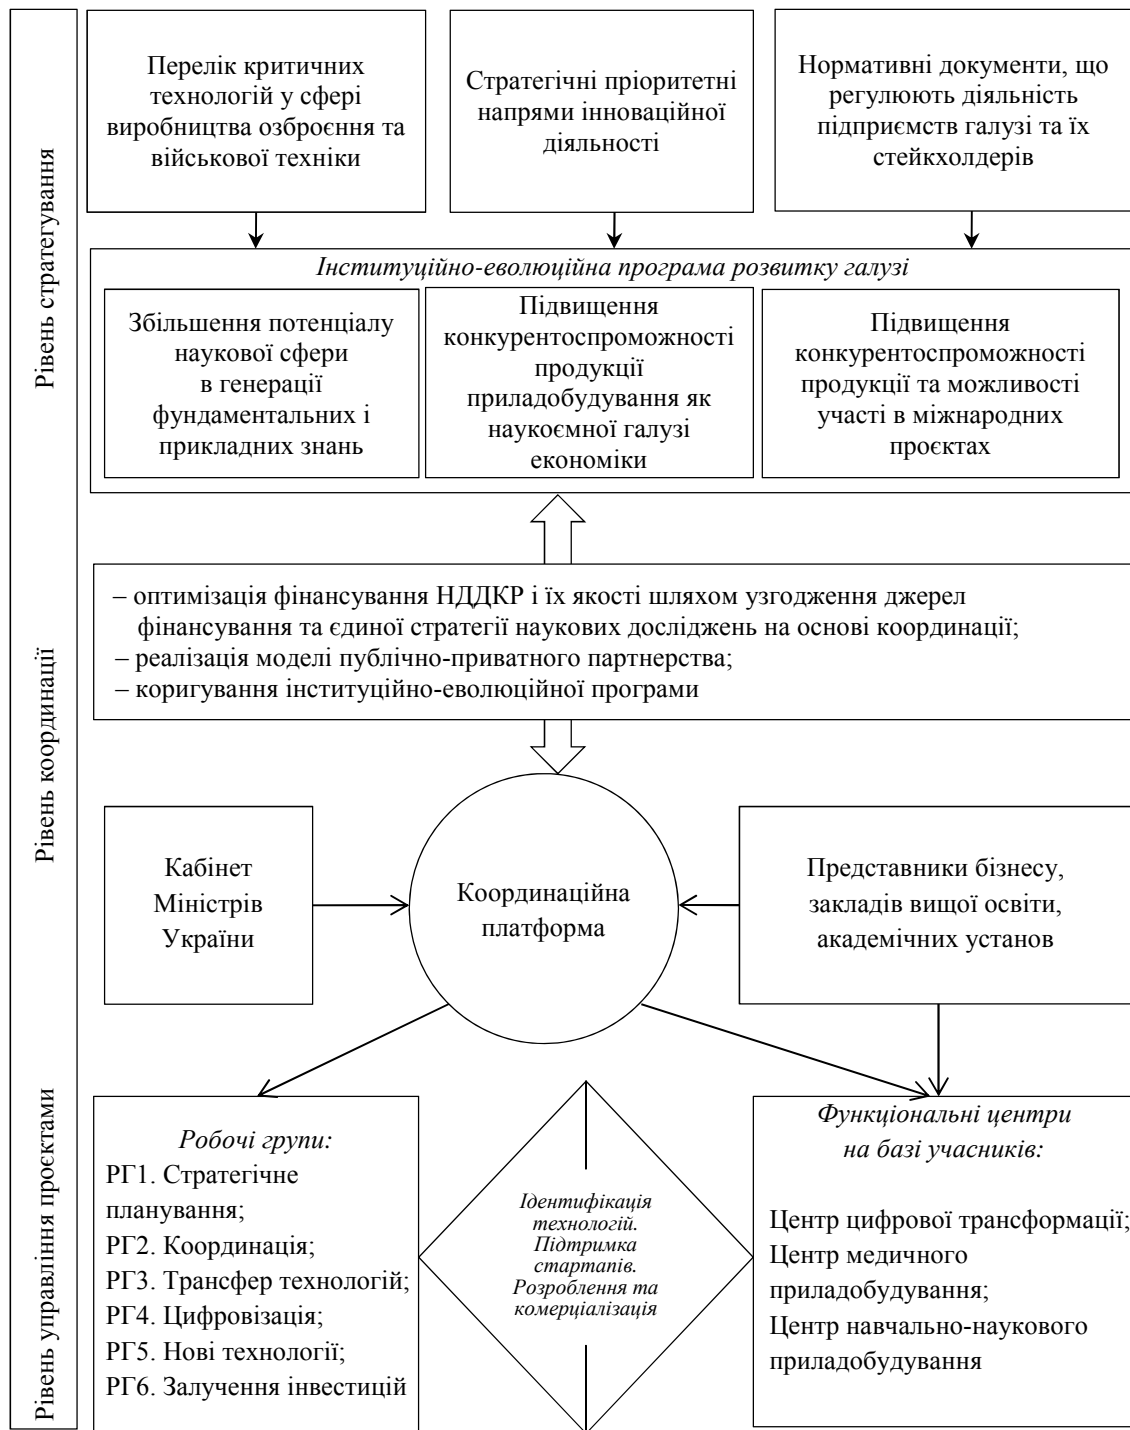 Рівень стратегування
Перелік критичних
технологій у сфері
виробництва озброєння та
військової техніки
Стратегічні пріоритетні
напрями інноваційної
діяльності
Нормативні документи, що
регулюють діяльність
підприємств галузі та їх
стейкхолдерів
Інституційно-еволюційна програма розвитку галузі
Збільшення потенціалу
наукової сфери
в генерації
фундаментальних і
прикладних знань
Підвищення
конкурентоспроможності
продукції
приладобудування як
наукоємної галузі
економіки
Підвищення
конкурентоспроможності
продукції та можливості
участі в міжнародних
проєктах
Рівень координації
– оптимізація фінансування НДДКР і їх якості шляхом узгодження джерел
фінансування та єдиної стратегії наукових досліджень на основі координації;
– реалізація моделі публічно-приватного партнерства;
– коригування інституційно-еволюційної програми
Кабінет
Міністрів
України
Координаційна
платформа
Представники бізнесу,
закладів вищої освіти,
академічних установ
Рівень управління проєктами
Робочі групи:
РГ1. Стратегічне
планування;
РГ2. Координація;
РГ3. Трансфер технологій;
РГ4. Цифровізація;
РГ5. Нові технології;
РГ6. Залучення інвестицій
Ідентифікація
технологій.
Підтримка
стартапів.
Розроблення та
комерціалізація
Функціональні центри
на базі учасників:
Центр цифрової трансформації;
Центр медичного
приладобудування;
Центр навчально-наукового
приладобудування